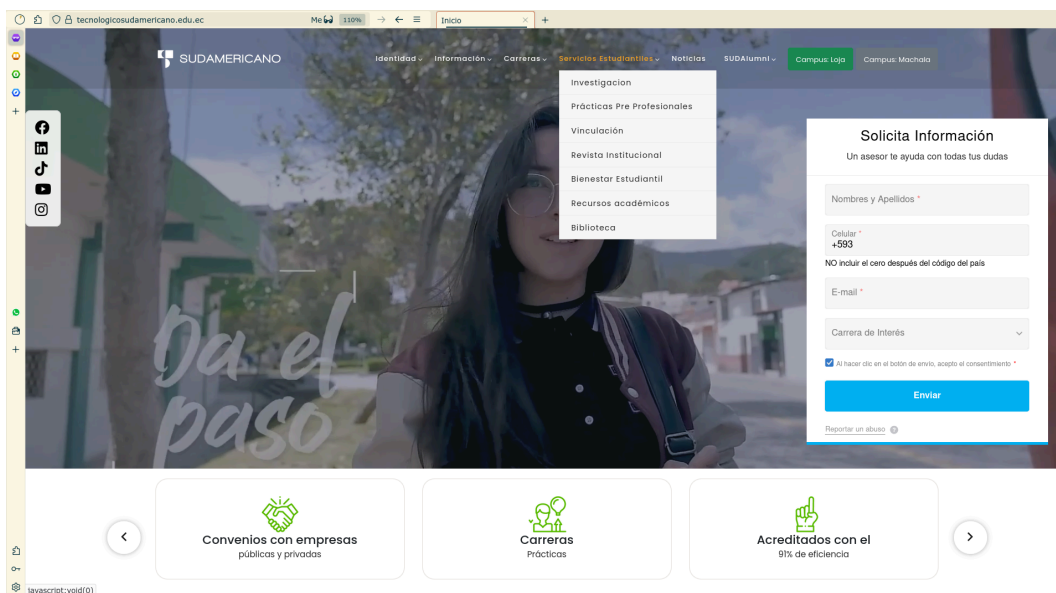 tecnologicosudamericano.edu.ec
Me
110%
Inicio
SUDAMERICANO
Identidad
Información
Carreras
Servicios Estudiantiles
Noticias
SUDAlumni
Campus: Loja
Campus: Machala
Investigacion
Prácticas Pre Profesionales
Vinculación
Revista Institucional
Bienestar Estudiantil
Recursos académicos
Biblioteca
Da el
paso
Solicita Información
Un asesor te ayuda con todas tus dudas
Nombres y Apellidos *
Celular *
+593
NO incluir el cero después del código del país
E-mail *
Carrera de Interés
Al hacer clic en el botón de envío, acepto el consentimiento *
Enviar
Reportar un abuso ?
Convenios con empresas
públicas y privadas
Carreras
Prácticas
Acreditados con el
91% de eficiencia
javascript:void(0)